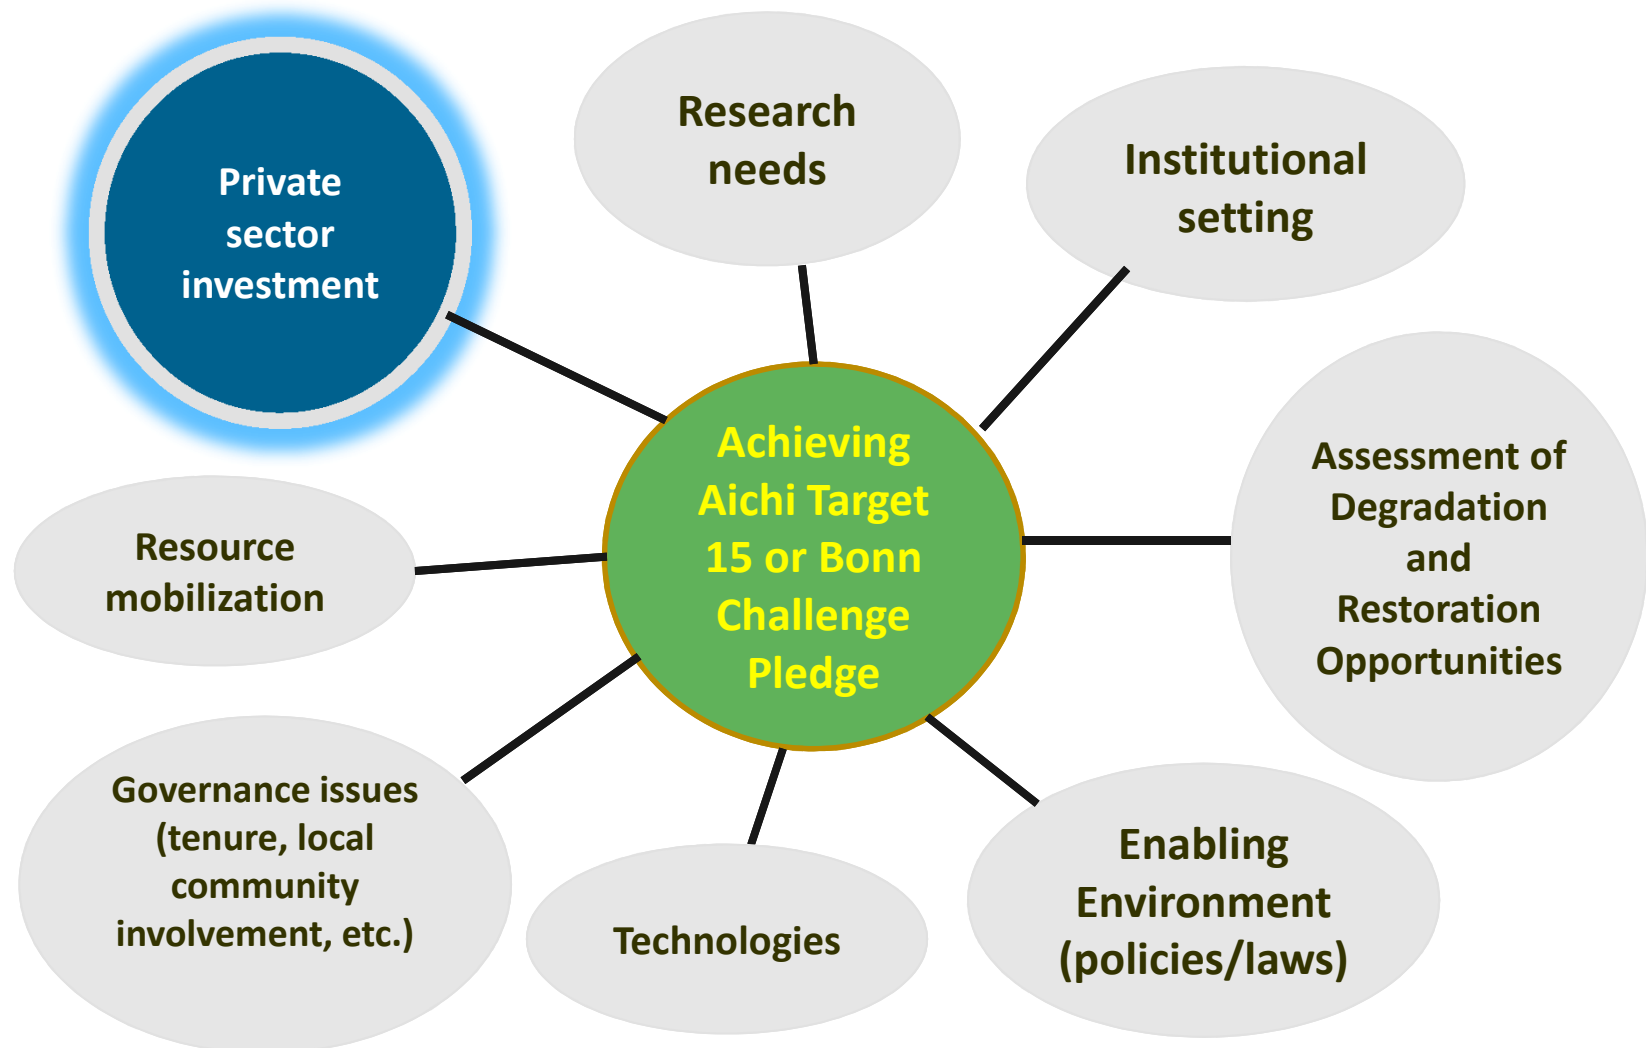 Private
sector
investment
Research
needs
Institutional
setting
Achieving
Aichi Target
15 or Bonn
Challenge
Pledge
Assessment of
Degradation
and
Restoration
Opportunities
Resource
mobilization
Governance issues
(tenure, local
community
involvement, etc.)
Technologies
Enabling
Environment
(policies/laws)